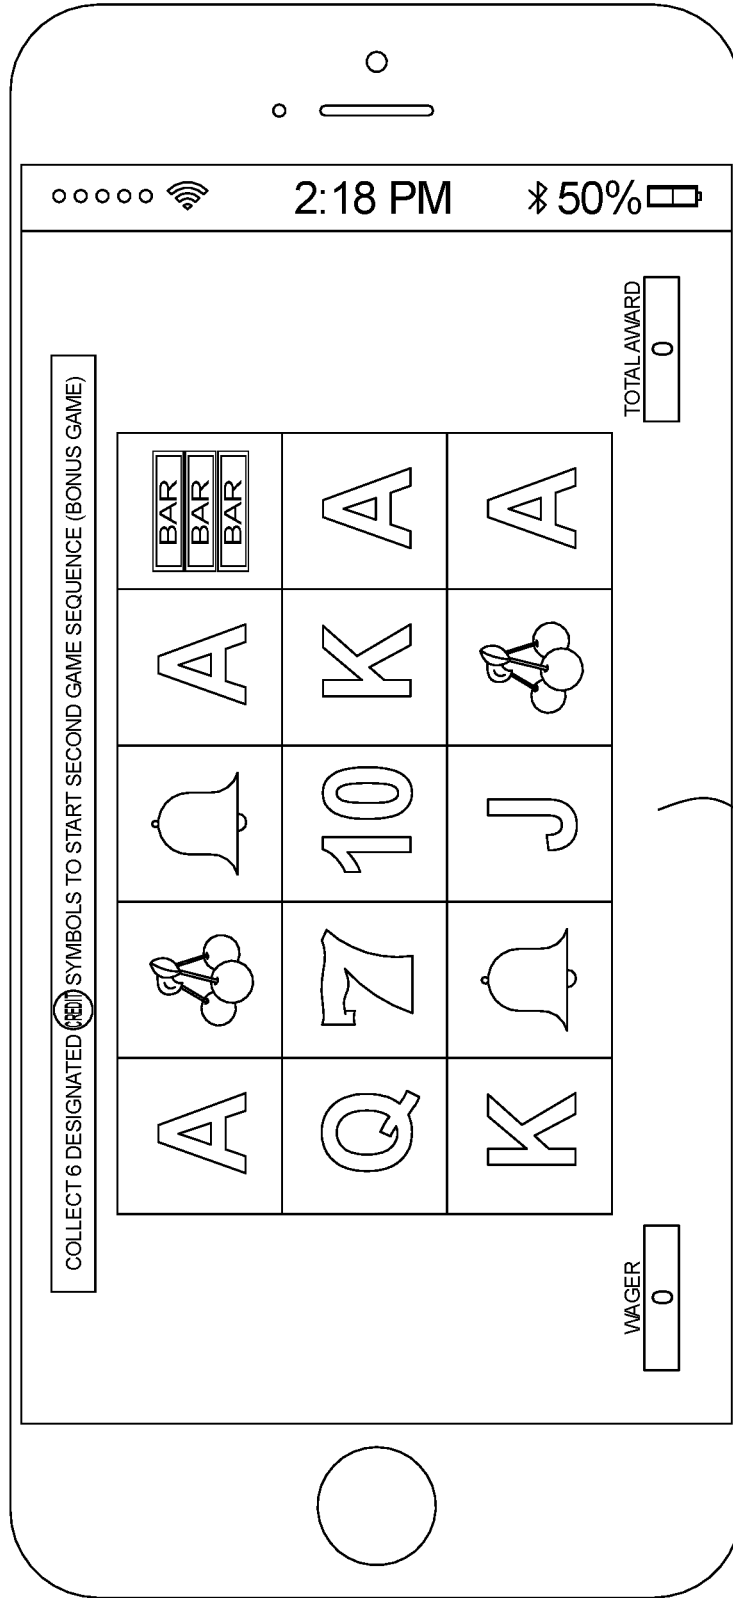 2:18 PM 50%
COLLECT 6 DESIGNATED CREDIT SYMBOLS TO START SECOND GAME SEQUENCE (BONUS GAME)
A A BAR
BAR
BAR
Q 7 10 K A
K J A
WAGER
0
TOTAL AWARD
0